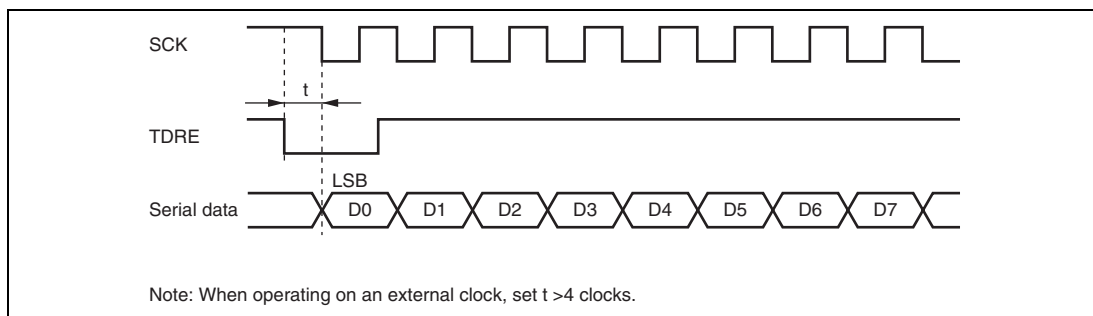 SCK
t
TDRE
LSB
Serial data D0 D1 D2 D3 D4 D5 D6 D7
Note: When operating on an external clock, set t >4 clocks.